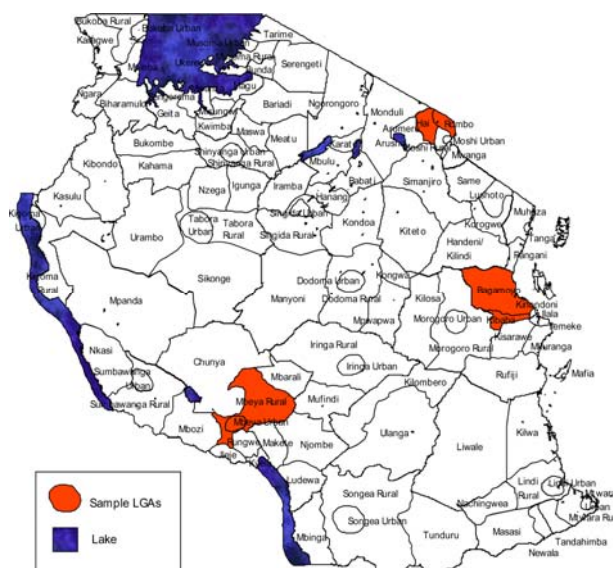 Bukoba Rural
Bukoba Urban
Karagwe
Musoma Urban
Tarime
Serengeti
Ngara
Biharamulo
Geita
Kwimba
Maswa
Bariadi
Ngorongoro
Monduli
Arusha
Hai
Rombo
Moshi Urban
Moshi Rural
Mwanga
Bukombe
Shinyanga Urban
Shinyanga Rural
Meatu
Mbulu
Karatu
Kibondo
Kahama
Kasulu
Nzega
Igunga
Iramba
Hanang
Babati
Simanjiro
Same
Lushoto
Korogwe
Muheza
Tanga
Pangani
Kigoma
Urban
Kigoma
Rural
Urambo
Tabora
Urban
Tabora
Rural
Singida Urban
Singida Rural
Kondoa
Kiteto
Handeni/
Kilindi
Sikonge
Manyoni
Dodoma Urban
Dodoma Rural
Kongwa
Mpwapwa
Kilosa
Bagamoyo
Kinondoni
Ilala
Temeke
Kibaha
Kisarawe
Mkuranga
Morogoro Urban
Morogoro Rural
Mpanda
Nkasi
Sumbawanga
Urban
Sumbawanga Rural
Chunya
Mbarali
Iringa Rural
Iringa Urban
Kilombero
Rufiji
Mafia
Mbeya Rural
Mbeya Urban
Mbozi
Rungwe
Ileje
Makete
Mufindi
Njombe
Ulanga
Liwale
Kilwa
Ludewa
Songea Rural
Songea Urban
Mbinga
Tunduru
Nachingwea
Lindi
Rural
Lindi Urban
Mtwara
Urban
Mtwara Ru
Masasi
Newala
Tandahimba
Sample LGAs
Lake